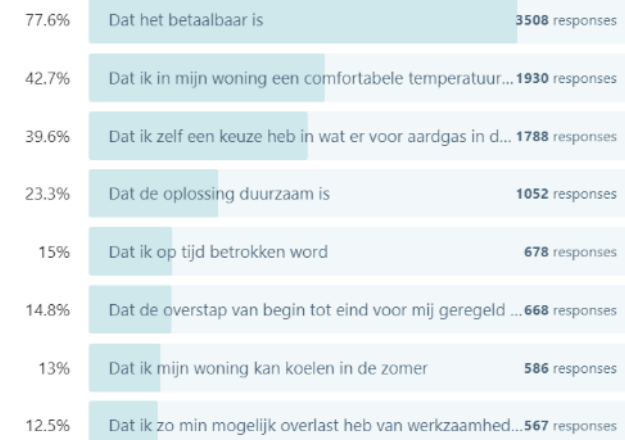 77.6% Dat het betaalbaar is 3508 responses
42.7% Dat ik in mijn woning een comfortabele temperatuur... 1930 responses
39.6% Dat ik zelf een keuze heb in wat er voor aardgas in d... 1788 responses
23.3% Dat de oplossing duurzaam is 1052 responses
15% Dat ik op tijd betrokken word 678 responses
14.8% Dat de overstap van begin tot eind voor mij geregeld ... 668 responses
13% Dat ik mijn woning kan koelen in de zomer 586 responses
12.5% Dat ik zo min mogelijk overlast heb van werkzaamhed... 567 responses